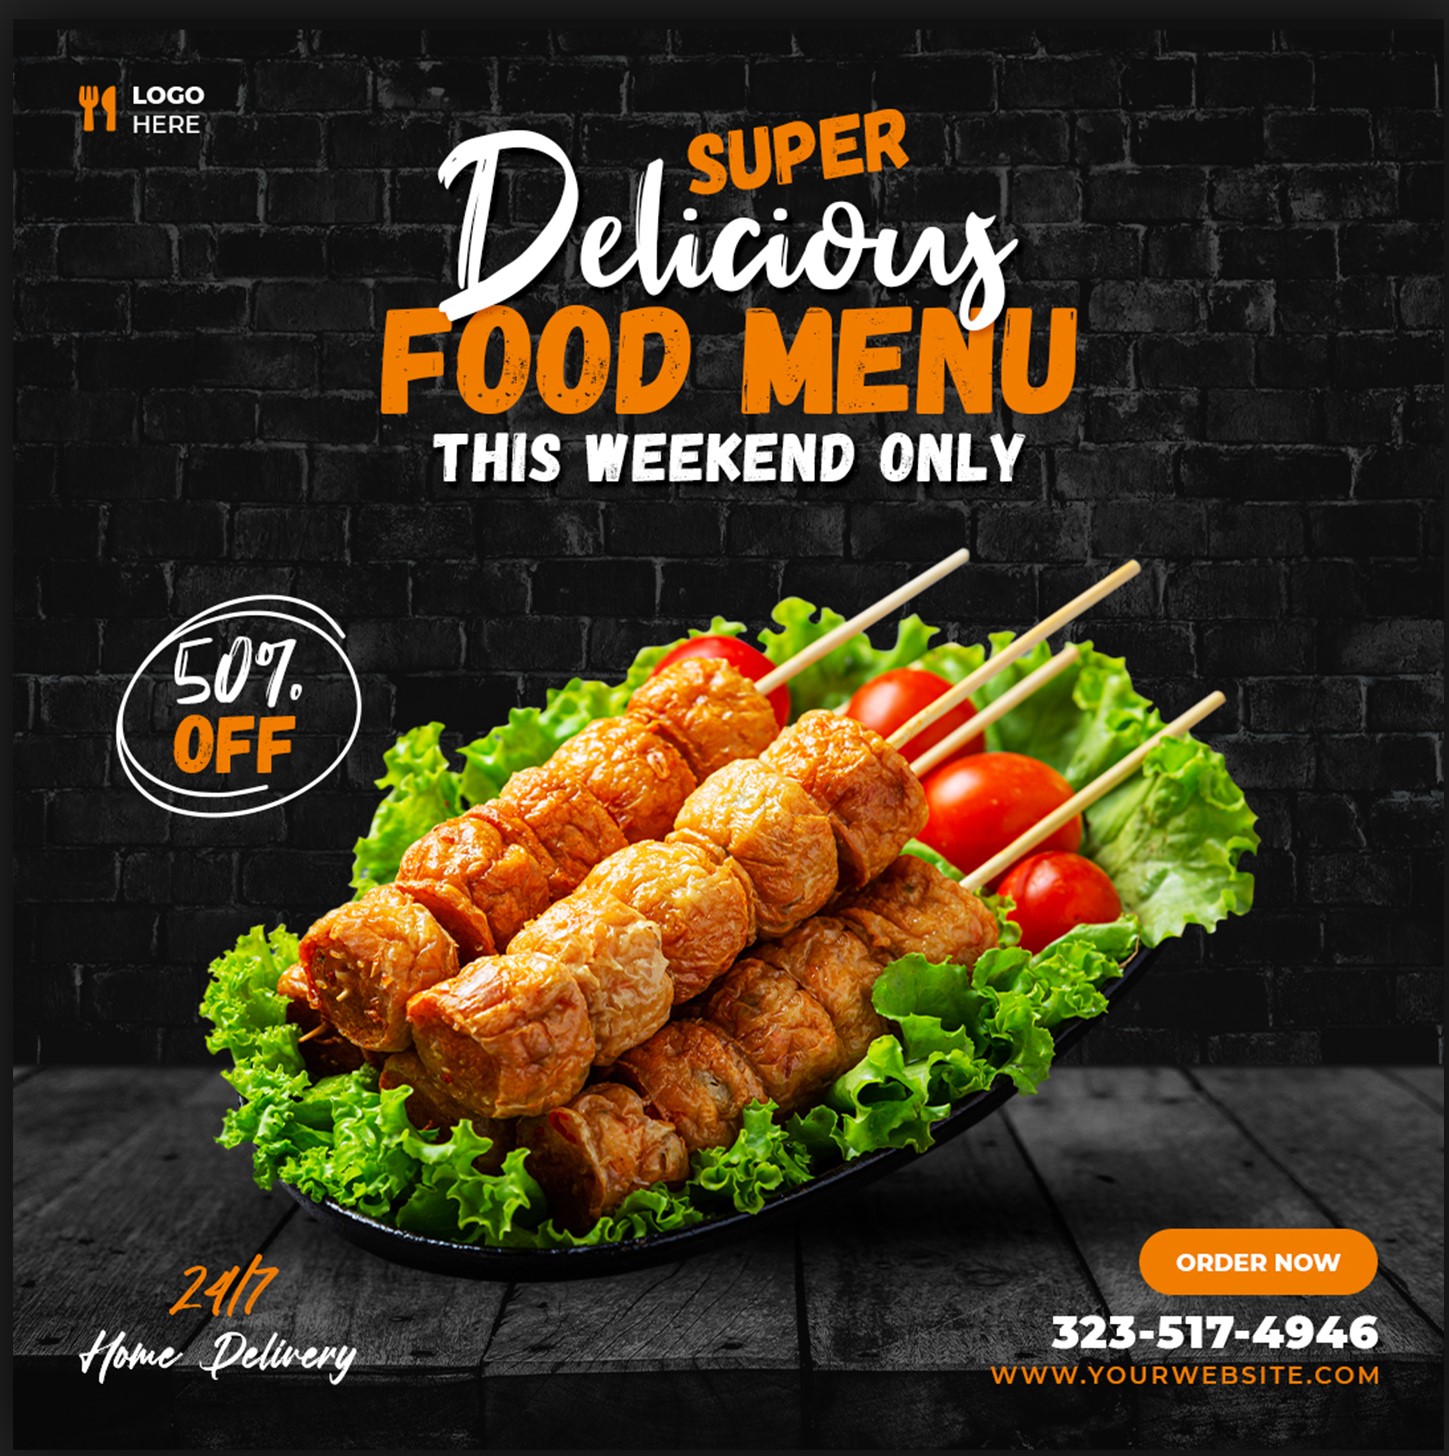 LOGO
HERE
SUPER
Delicious
FOOD MENU
THIS WEEKEND ONLY
50%
OFF
24/7
Home Delivery
ORDER NOW
323-517-4946
WWW.YOURWEBSITE.COM